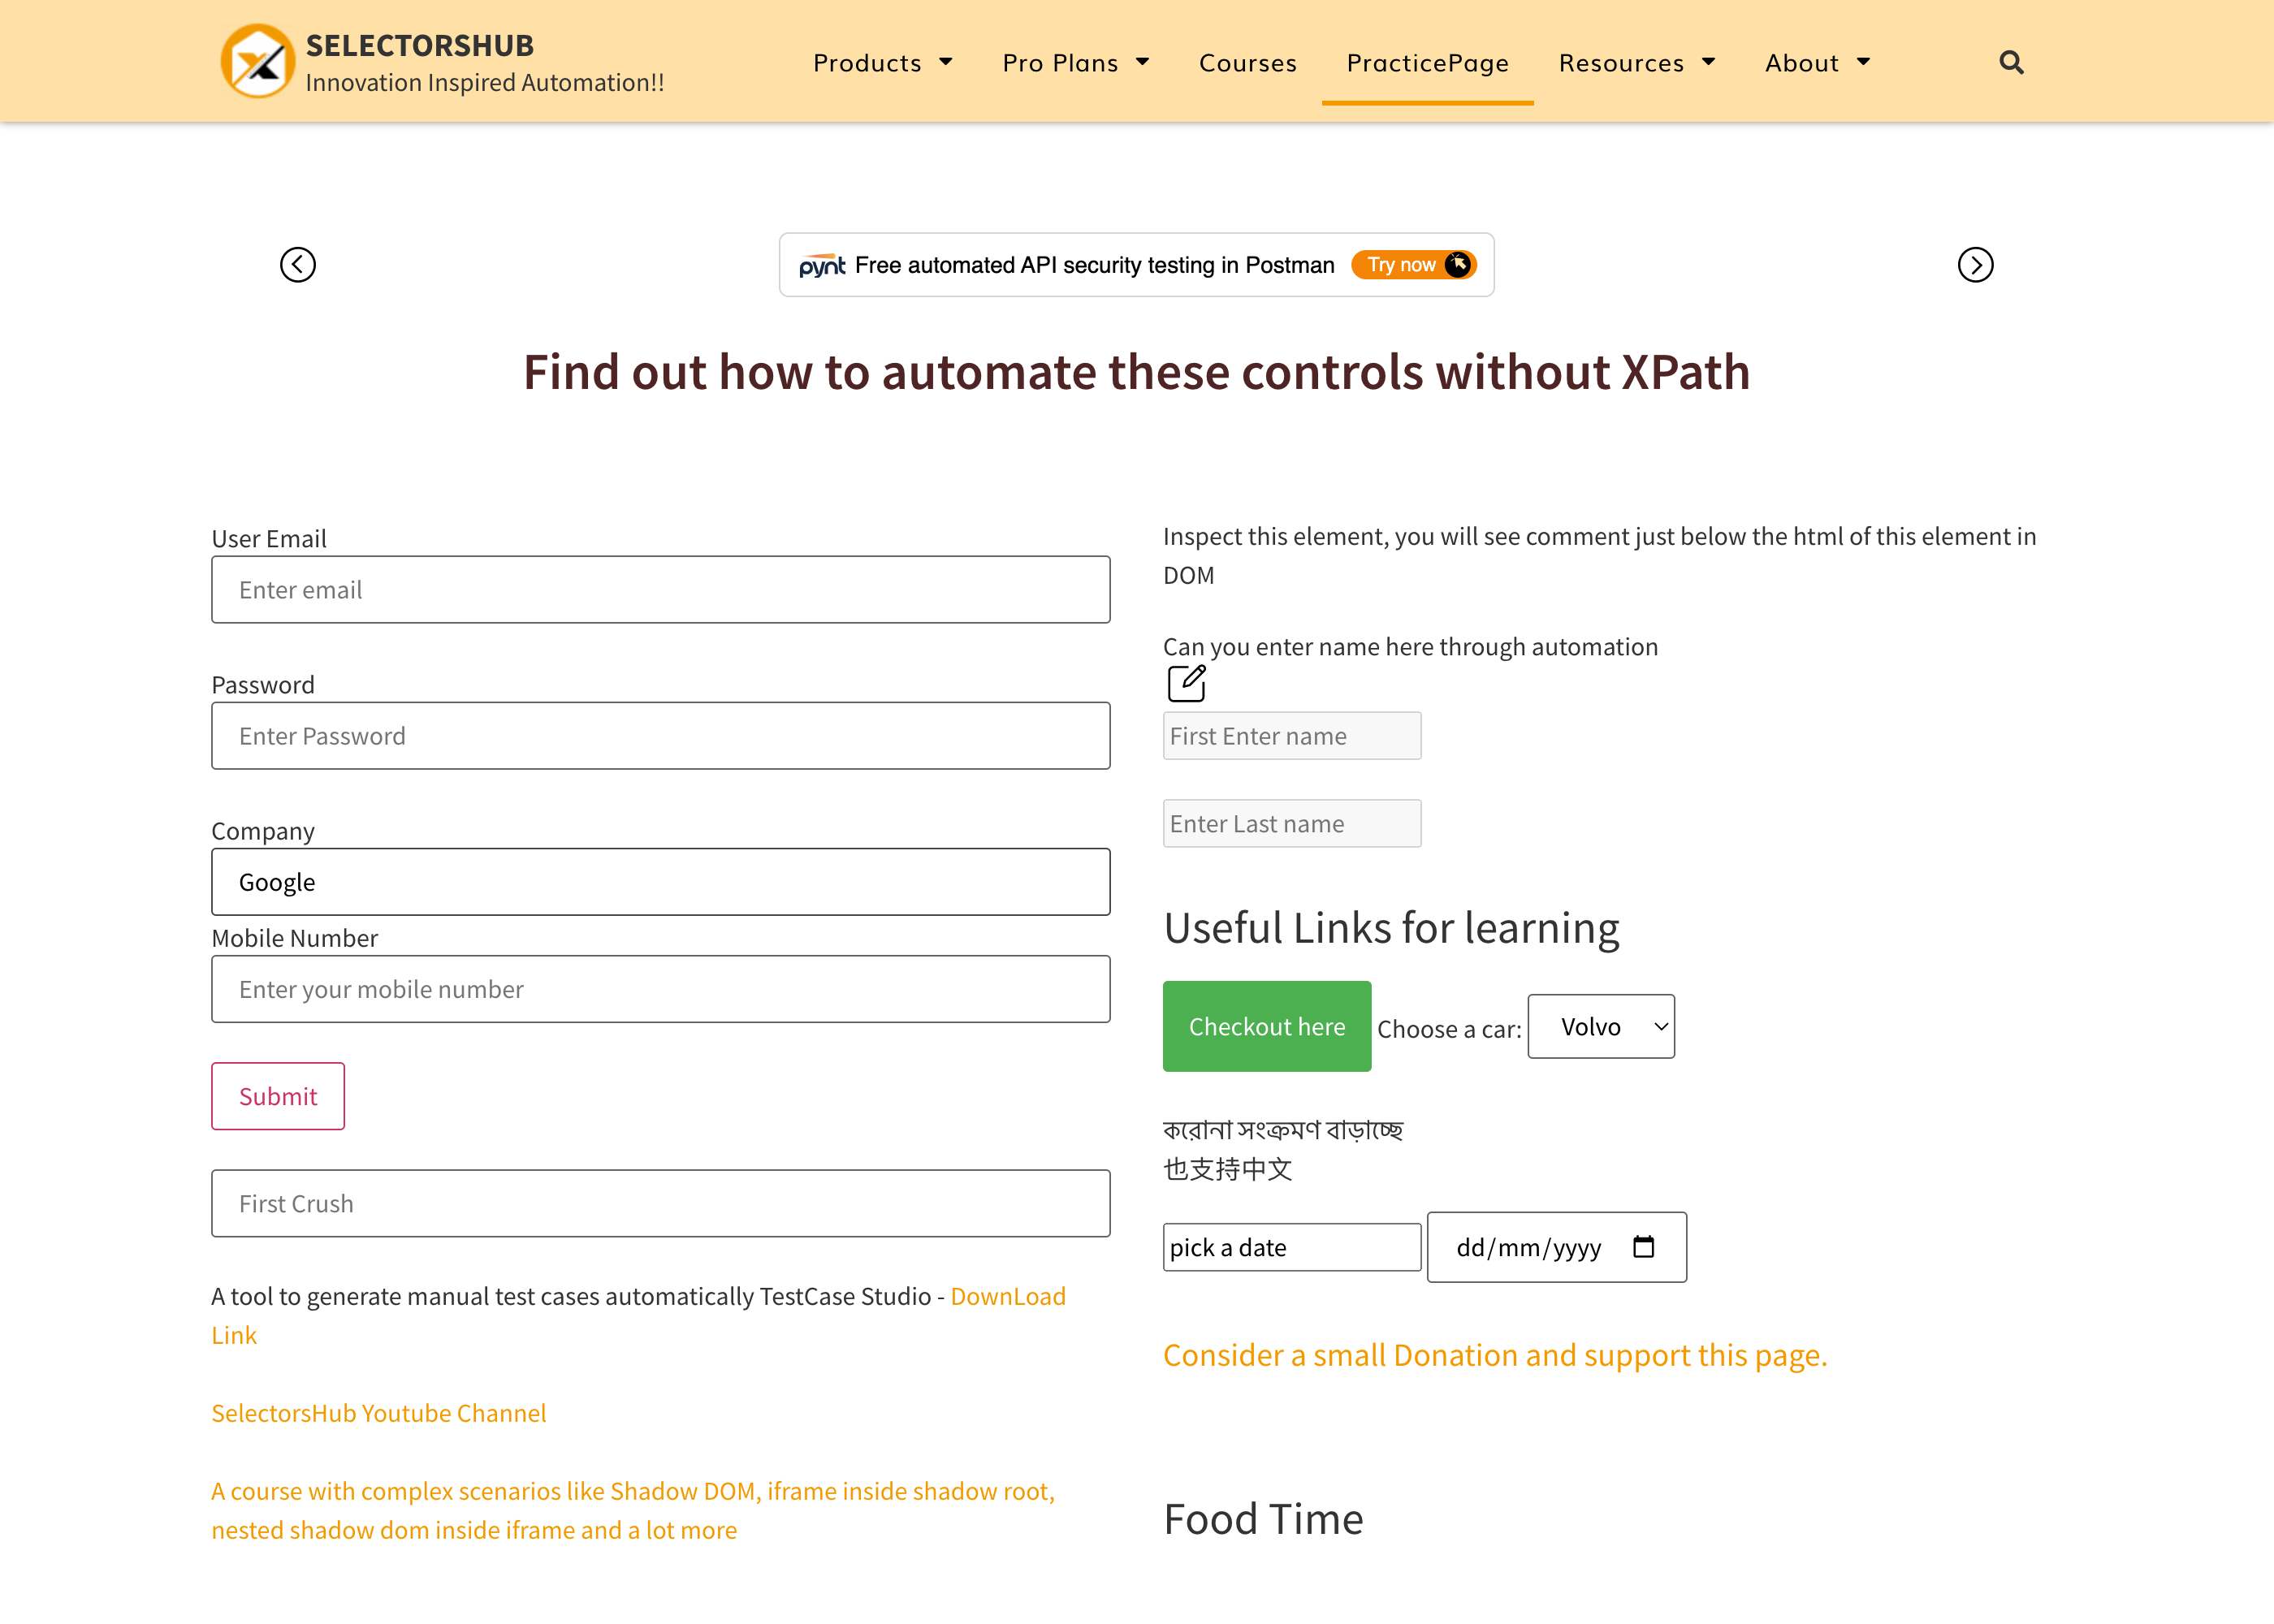 SELECTORSHUB
Innovation Inspired Automation!!
Products
Pro Plans
Courses
PracticePage
Resources
About
pynt Free automated API security testing in Postman Try now
Find out how to automate these controls without XPath
User Email
Enter email
Password
Enter Password
Company
Google
Mobile Number
Enter your mobile number
Submit
First Crush
A tool to generate manual test cases automatically TestCase Studio - DownLoad
Link
SelectorsHub Youtube Channel
A course with complex scenarios like Shadow DOM, iframe inside shadow root,
nested shadow dom inside iframe and a lot more
Inspect this element, you will see comment just below the html of this element in
DOM
Can you enter name here through automation
First Enter name
Enter Last name
Useful Links for learning
Checkout here Choose a car: Volvo
করোনা সংক্রমণ বাড়াচ্ছে
也支持中文
pick a date dd/mm/yyyy
Consider a small Donation and support this page.
Food Time